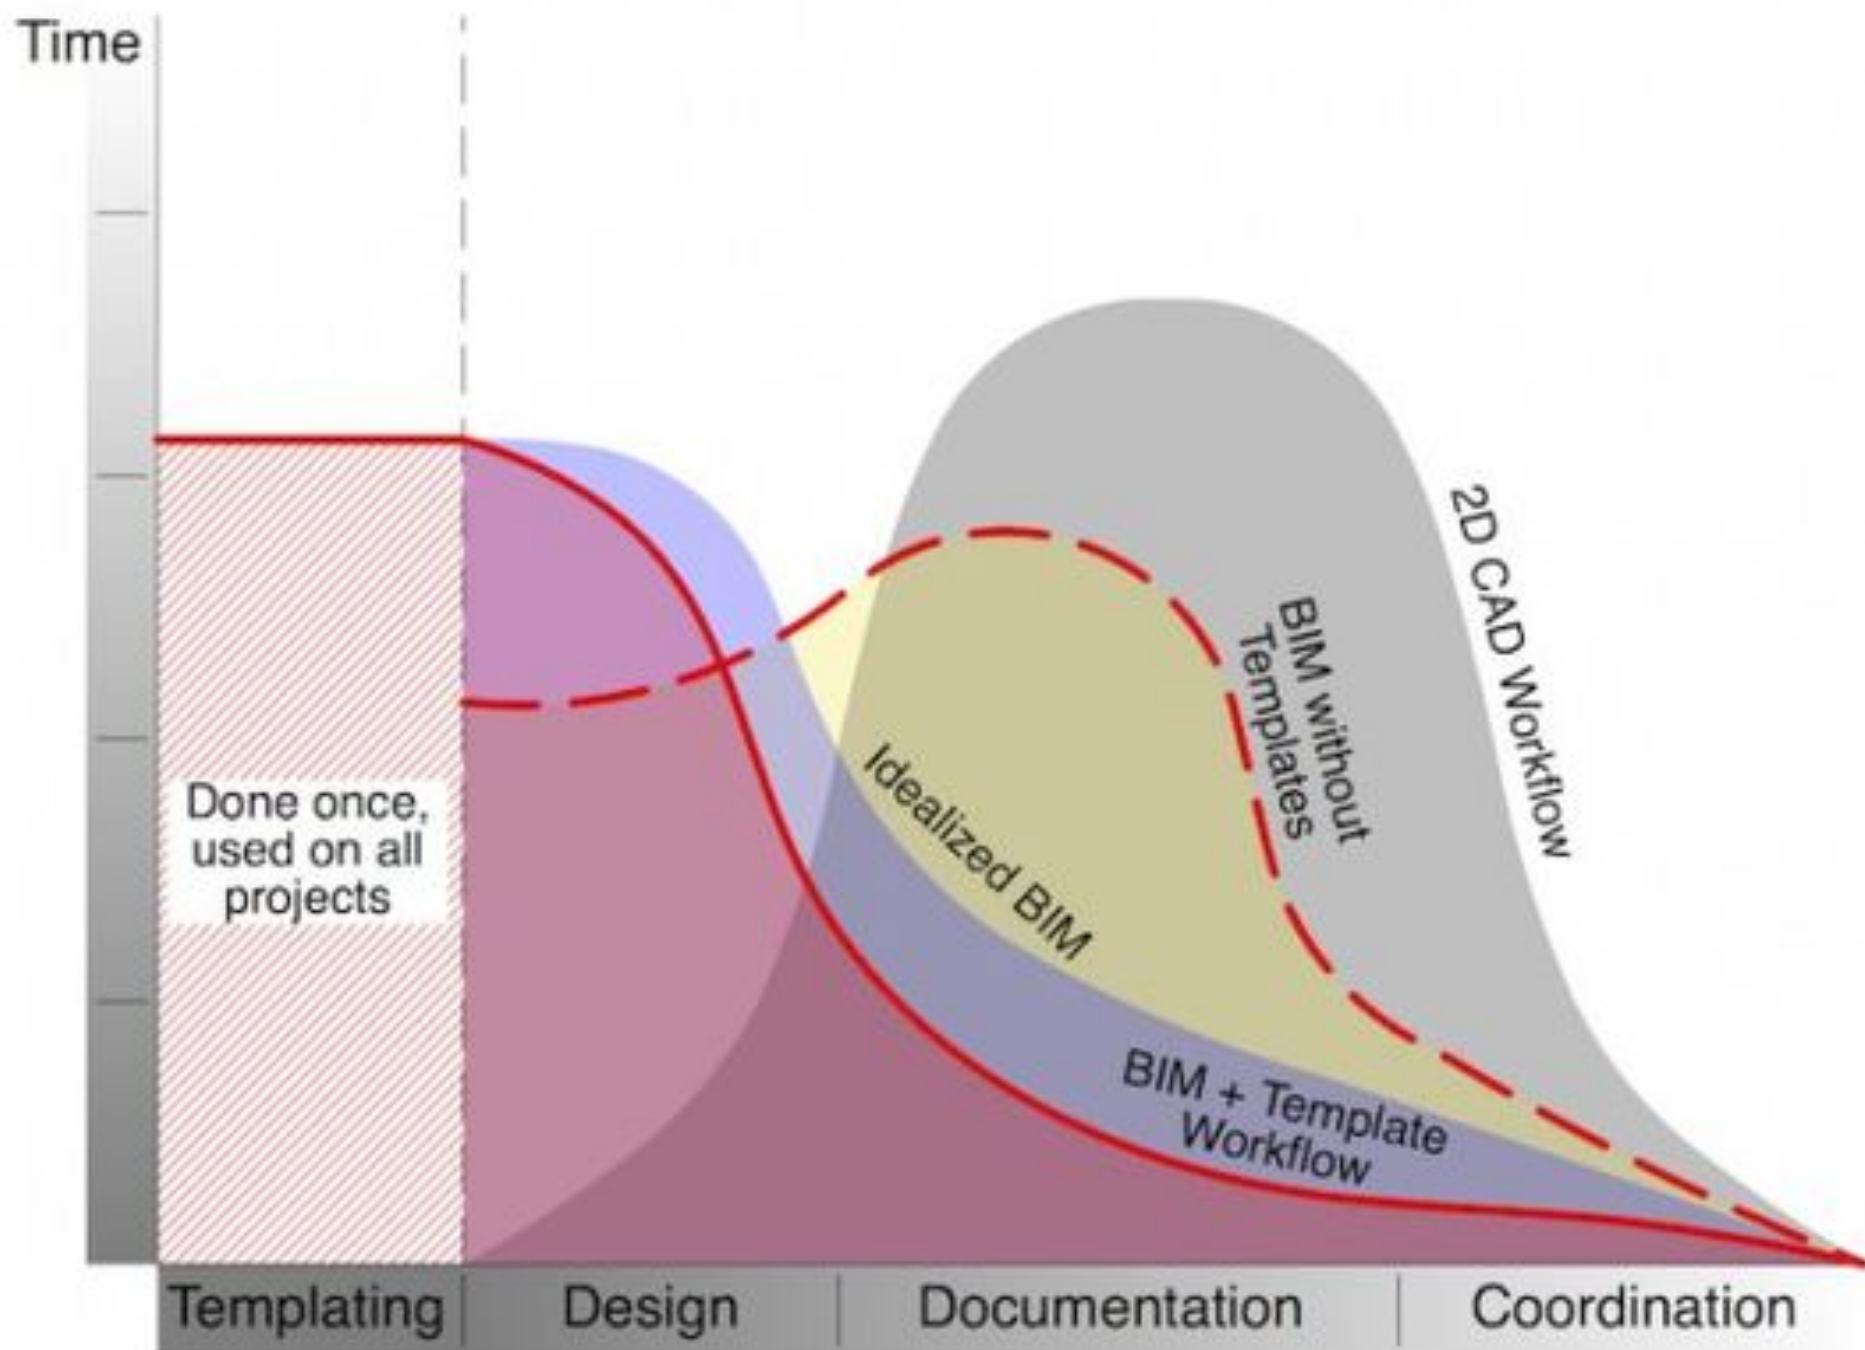 Time
Done once,
used on all
projects
Idealized BIM
BIM + Template
Workflow
BIM without
Templates
2D CAD Workflow
Templating
Design
Documentation
Coordination